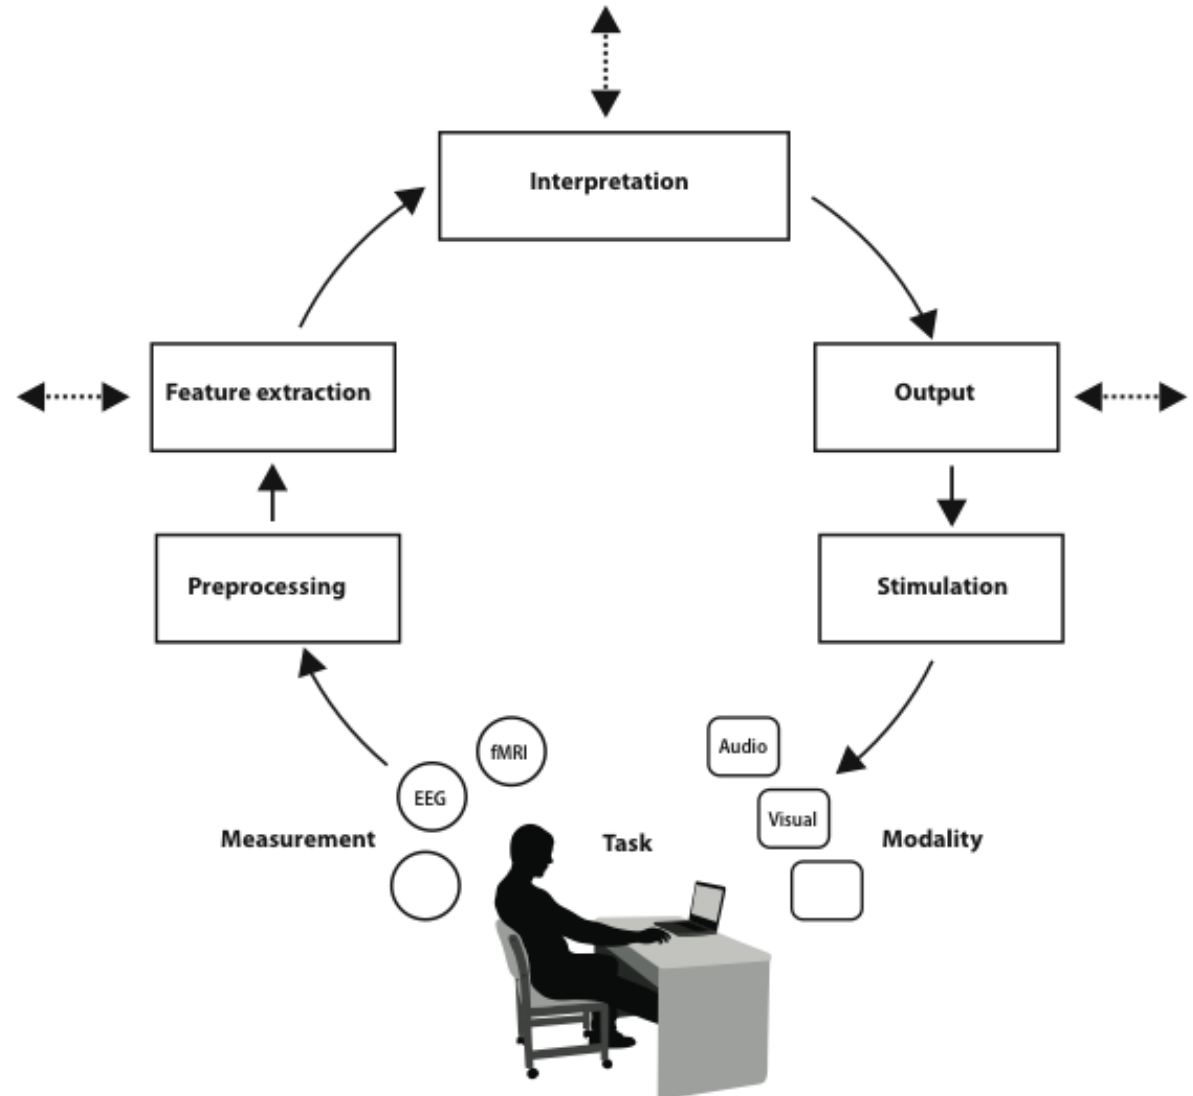 Interpretation
Feature extraction
Output
Preprocessing
Stimulation
fMRI
Audio
EEG
Visual
Measurement
Task
Modality